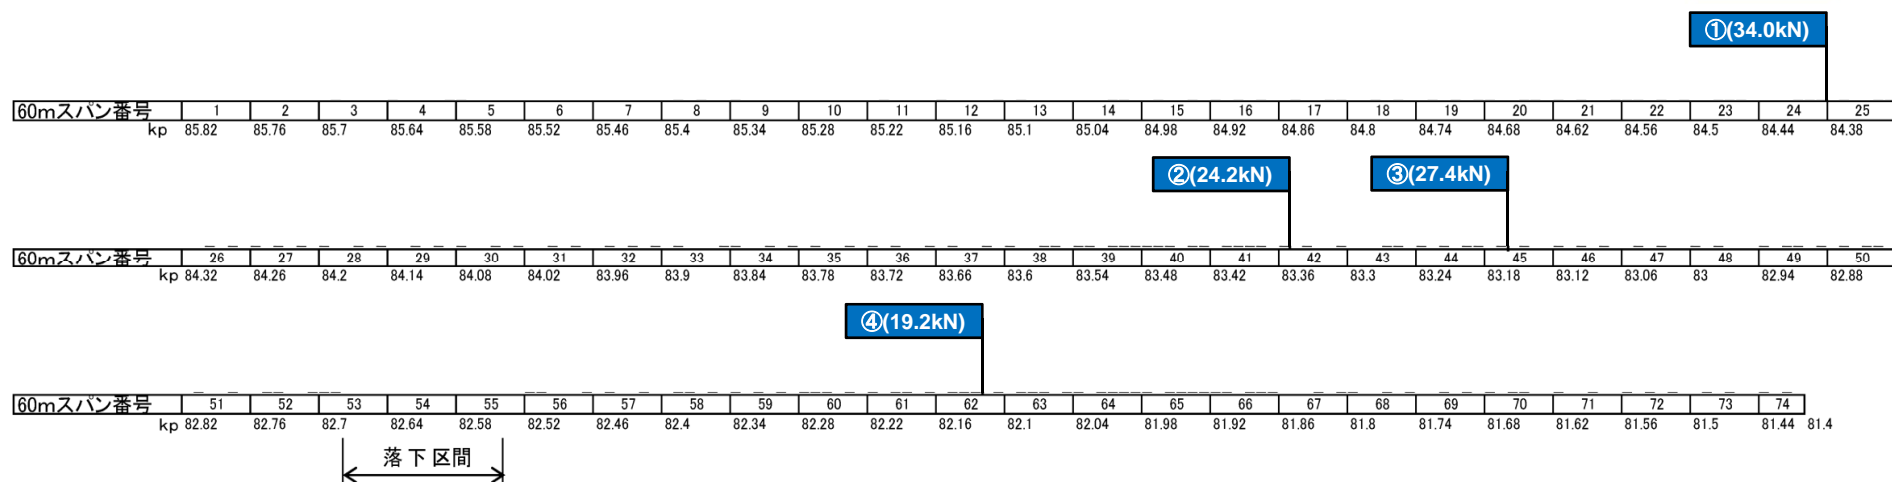 ①(34.0kN)
60mスパン番号 1 2 3 4 5 6 7 8 9 10 11 12 13 14 15 16 17 18 19 20 21 22 23 24 25
kp 85.82 85.76 85.7 85.64 85.58 85.52 85.46 85.4 85.34 85.28 85.22 85.16 85.1 85.04 84.98 84.92 84.86 84.8 84.74 84.68 84.62 84.56 84.5 84.44 84.38
②(24.2kN) ③(27.4kN)
60mスパン番号 26 27 28 29 30 31 32 33 34 35 36 37 38 39 40 41 42 43 44 45 46 47 48 49 50
kp 84.32 84.26 84.2 84.14 84.08 84.02 83.96 83.9 83.84 83.78 83.72 83.66 83.6 83.54 83.48 83.42 83.36 83.3 83.24 83.18 83.12 83.06 83 82.94 82.88
④(19.2kN)
60mスパン番号 51 52 53 54 55 56 57 58 59 60 61 62 63 64 65 66 67 68 69 70 71 72 73 74
kp 82.82 82.76 82.7 82.64 82.58 82.52 82.46 82.4 82.34 82.28 82.22 82.16 82.1 82.04 81.98 81.92 81.86 81.8 81.74 81.68 81.62 81.56 81.5 81.44 81.4
落下区間